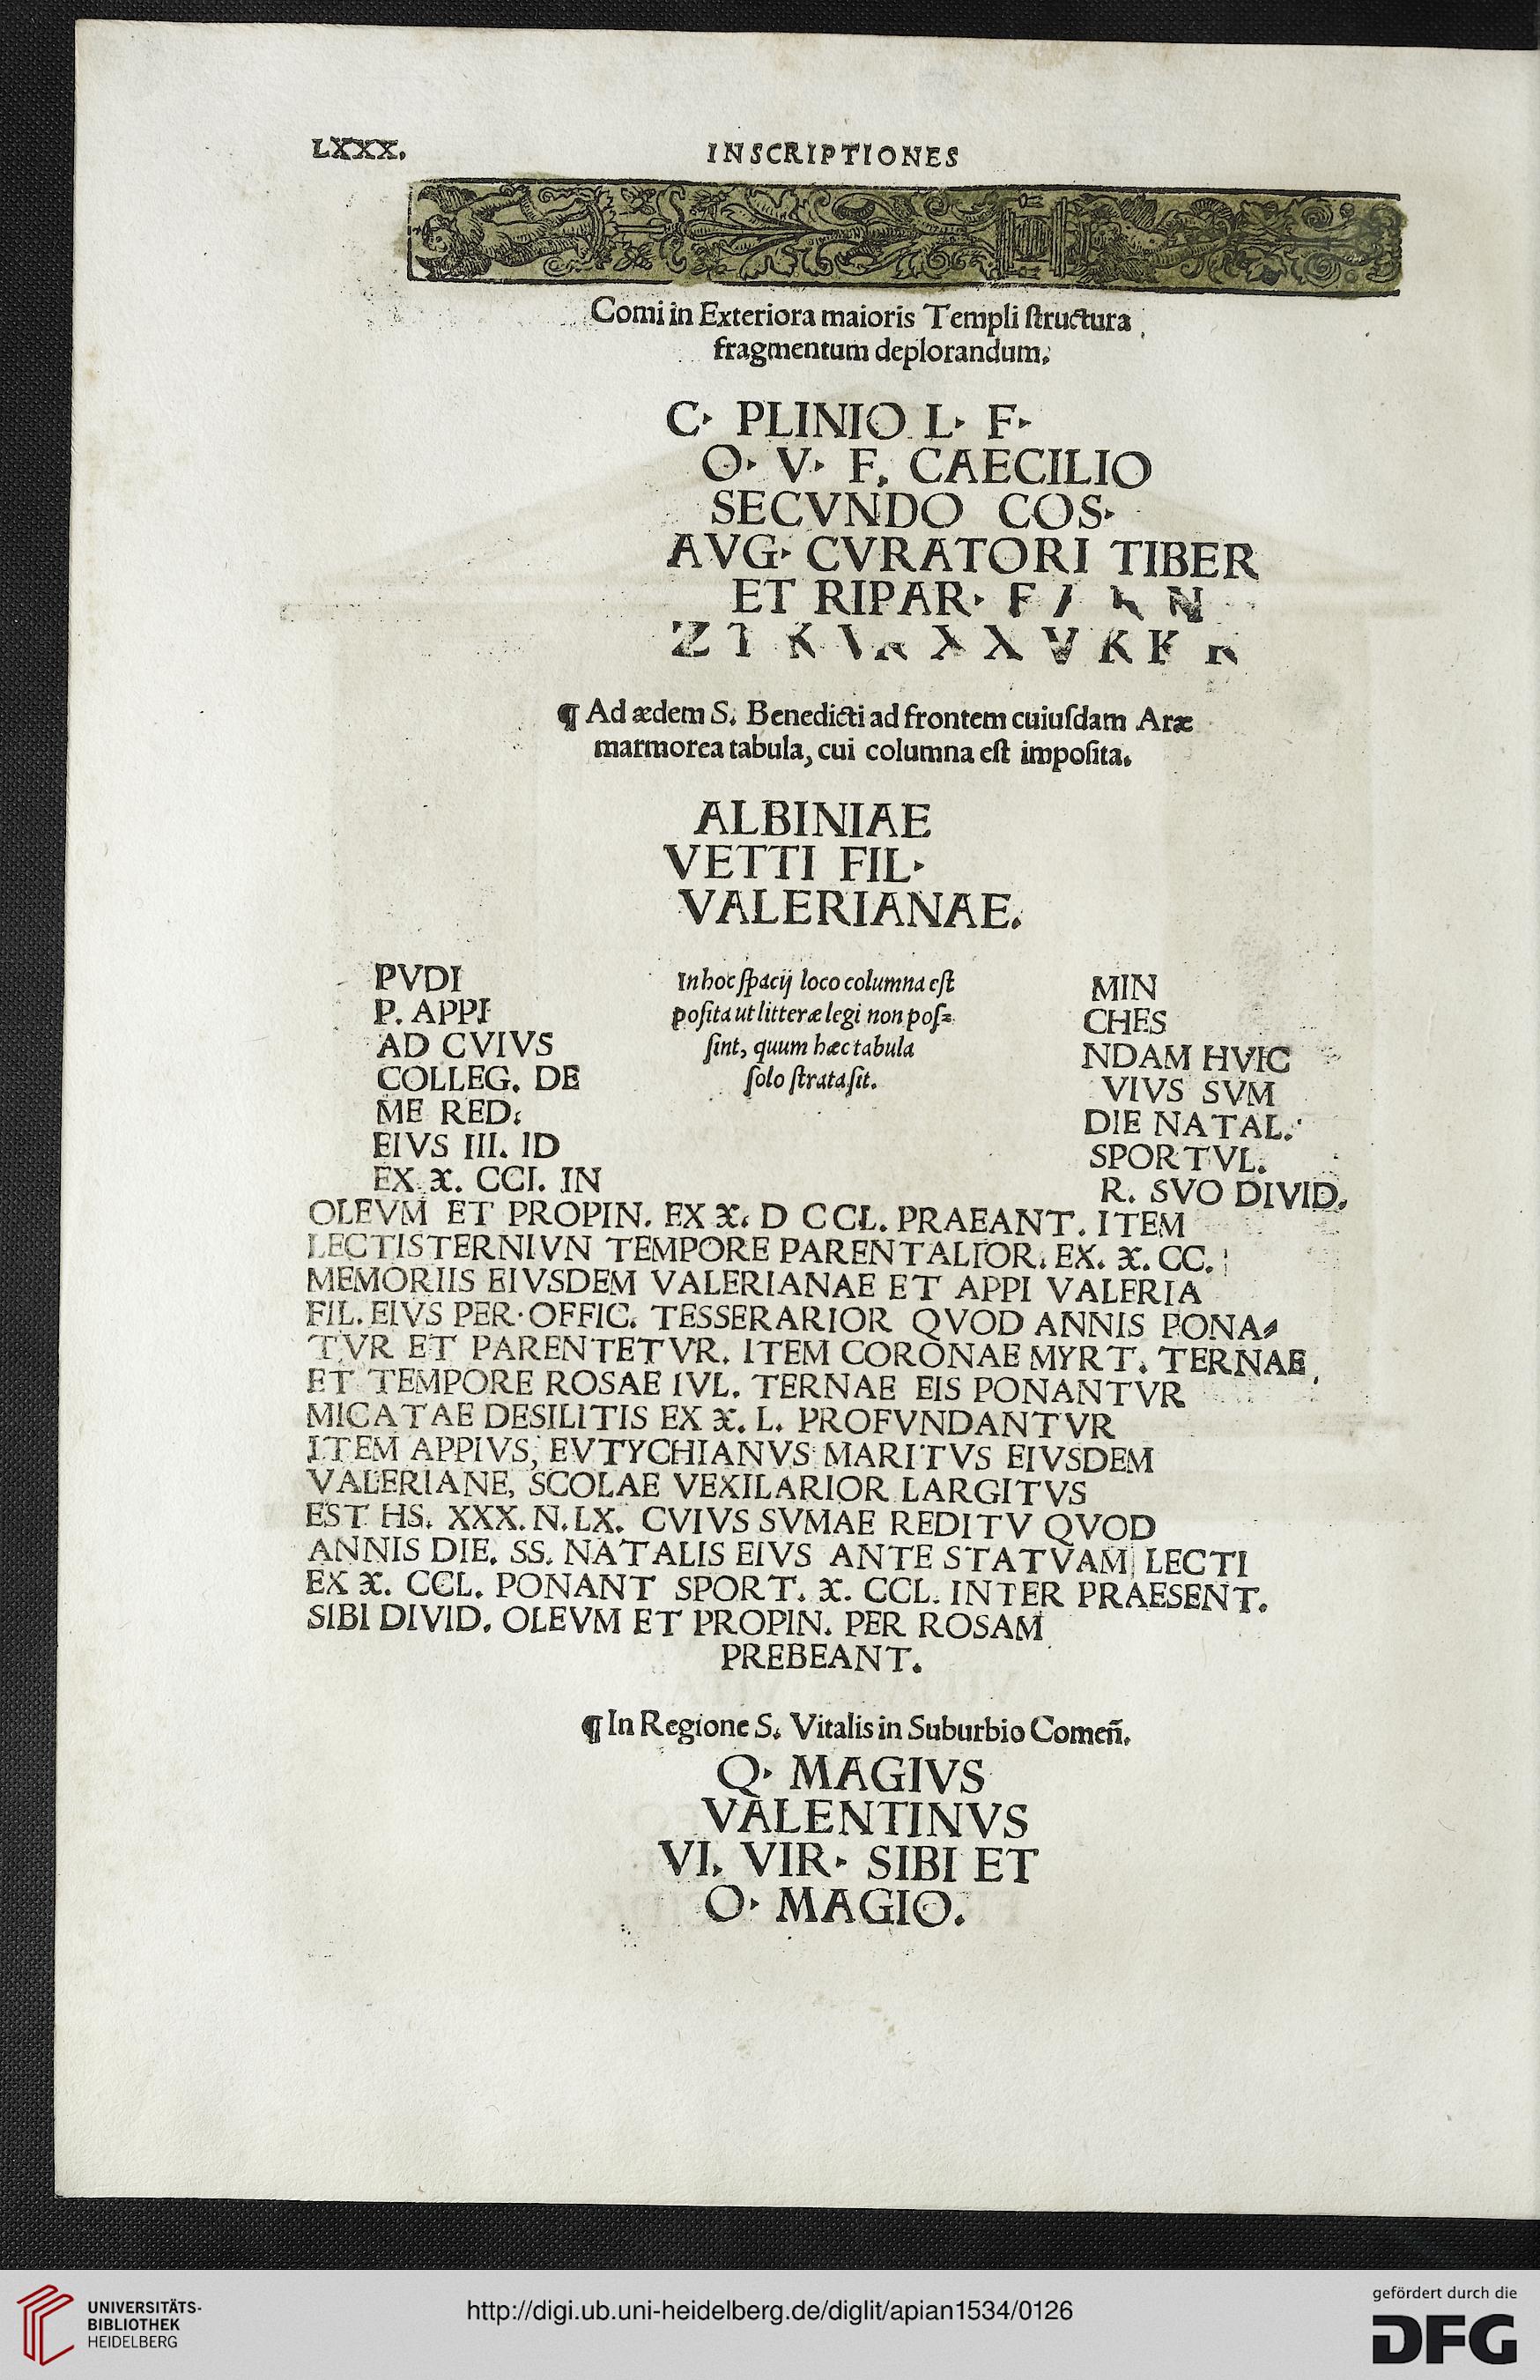 LXXX.
INSCRIPTIONES
Comi in Exteriora maioris Templi ſtructura
fragmentum deplorandum.
C. PLINIO L. F.
O. V. F. CAECILIO
SECVNDO COS.
AVG. CVRATORI TIBER
ET RIPAR.
¶ Ad ædem S. Benedicti ad frontem cuiuſdam Aræ
marmorea tabula, cui columna eſt impoſita.
ALBINIAE
VETTI FIL.
VALERIANAE.
PVDI
P. APPI
AD CVIVS
COLLEG. DE
ME RED.
EIVS III. ID
EX X. CCI. IN
In hoc ſpacij loco columna eſt
poſita ut litteræ legi non poſ=
ſint, quum hæc tabula
ſolo ſtrata ſit.
MIN
CHES
NDAM HVIC
VIVS SVM
DIE NATAL.
SPORTVL.
R. SVO DIVID.
OLEVM ET PROPIN. EX X. D CCL. PRAEANT. ITEM
LECTISTERNIVN TEMPORE PARENTALIOR. EX. X. CC.
MEMORIIS EIVSDEM VALERIANAE ET APPI VALERIA
FIL. EIVS PER. OFFIC. TESSERARIOR QVOD ANNIS PONA=
TVR ET PARENTETVR. ITEM CORONAE MYRT. TERNAE
ET TEMPORE ROSAE IVL. TERNAE EIS PONANTVR
MICATAE DESILITIS EX X. L. PROFVNDANTVR
ITEM APPIVS, EVTYCHIANVS MARITVS EIVSDEM
VALERIANE, SCOLAE VEXILARIOR LARGITVS
EST HS. XXX. N. LX. CVIVS SVMAE REDITV QVOD
ANNIS DIE. SS. NATALIS EIVS ANTE STATVAM LECTI
EX X. CCL. PONANT SPORT. X. CCL. INTER PRAESENT.
SIBI DIVID. OLEVM ET PROPIN. PER ROSAM
PREBEANT.
¶ In Regione S. Vitalis in Suburbio Comeñ.
Q. MAGIVS
VALENTINVS
VI. VIR. SIBI ET
O. MAGIO.
UNIVERSITÄTS-
BIBLIOTHEK
HEIDELBERG
http://digi.ub.uni-heidelberg.de/diglit/apian1534/0126
gefördert durch die
DFG